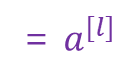 = a^{[l]}